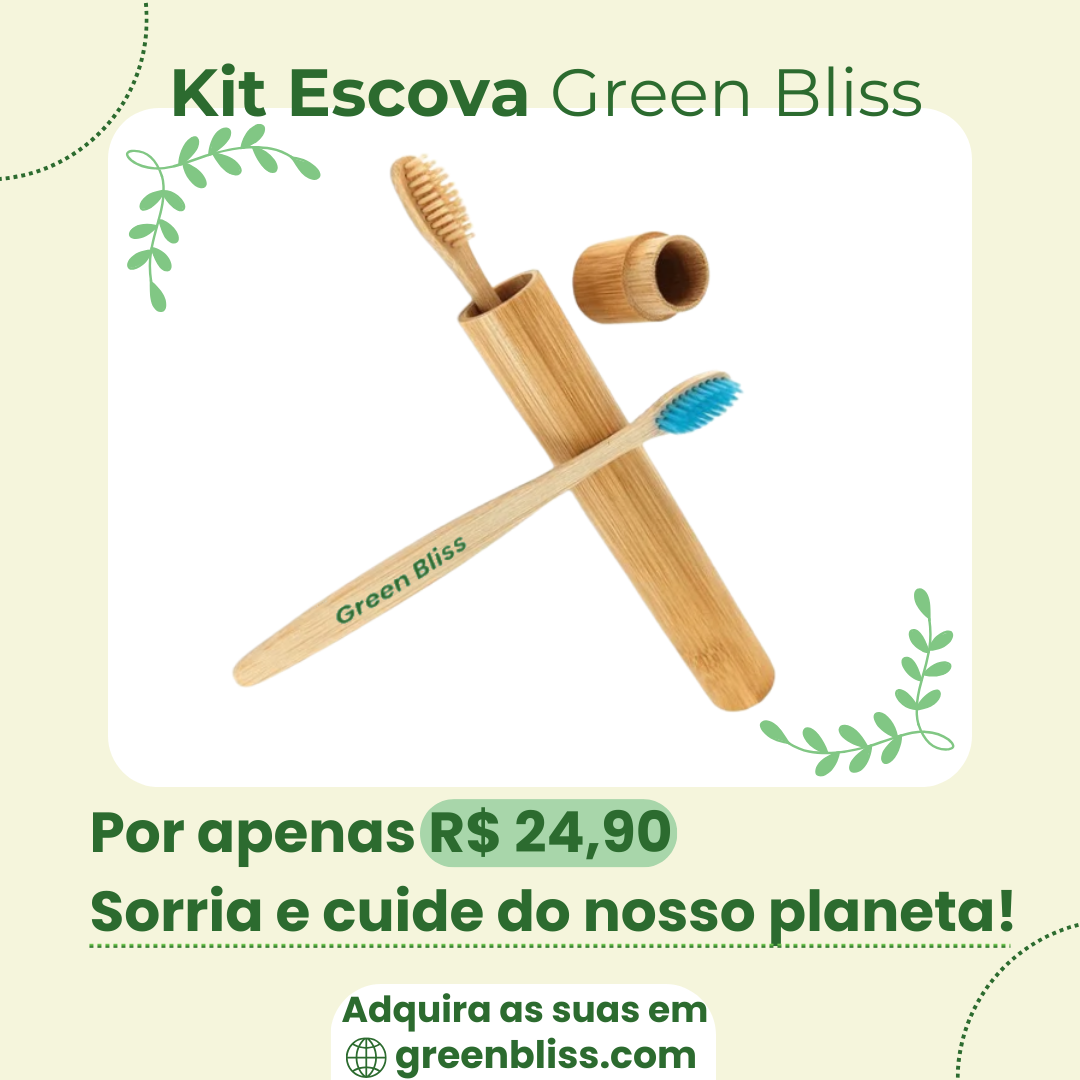 Kit Escova Green Bliss
Green Bliss
Por apenas R$ 24,90
Sorria e cuide do nosso planeta!
Adquira as suas em
greenbliss.com